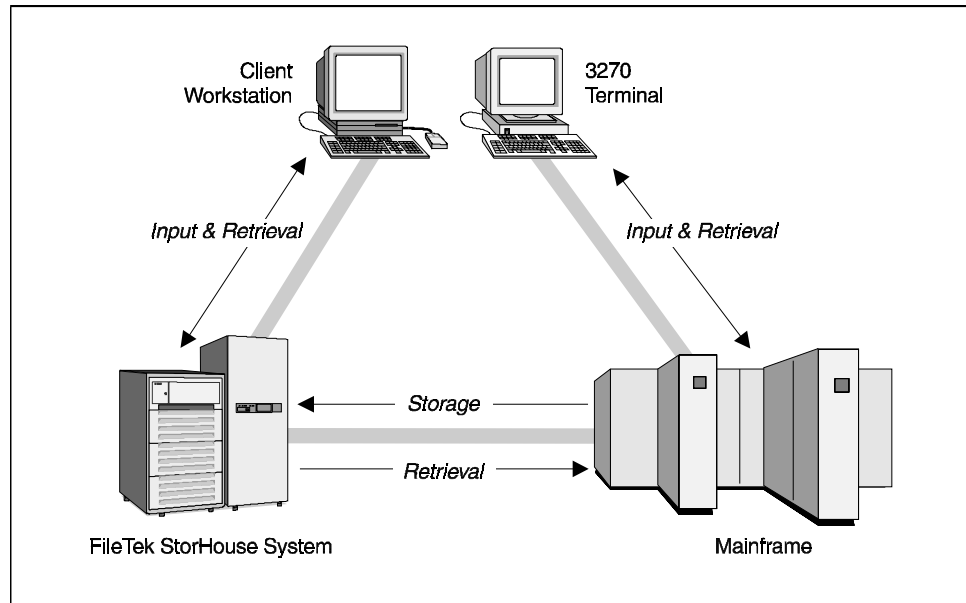 Client
Workstation
3270
Terminal
Input & Retrieval
Input & Retrieval
Storage
Retrieval
FileTek StorHouse System
Mainframe